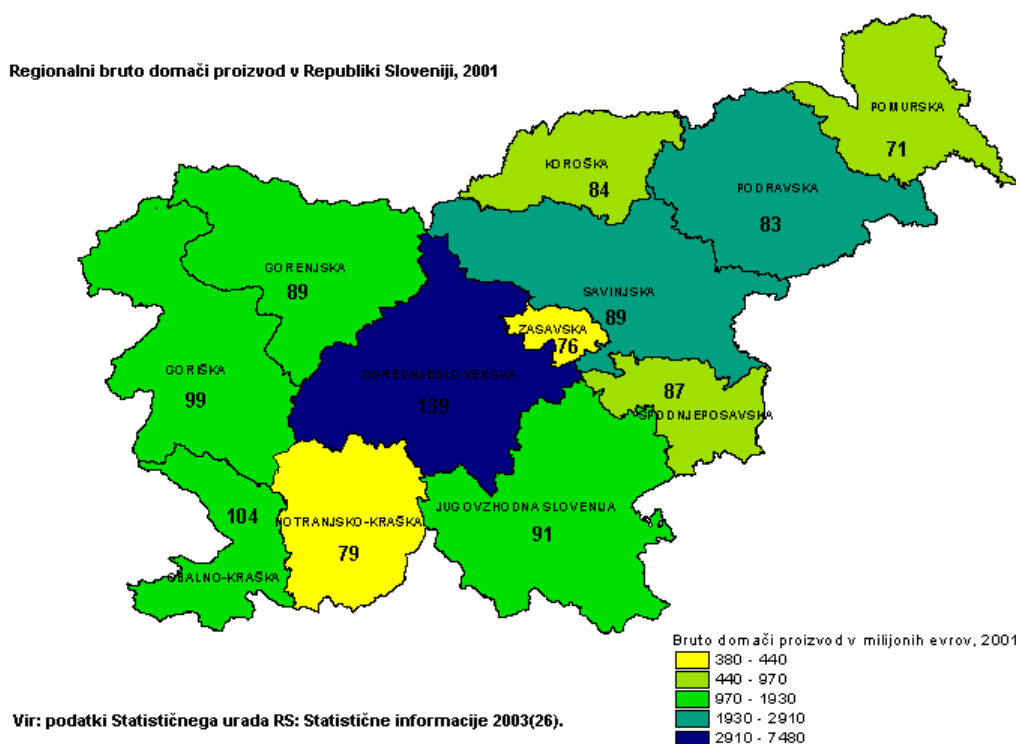 Regionalni bruto domači proizvod v Republiki Sloveniji, 2001
POMURSKA
71
KOROŠKA
84
PODRAVSKA
83
GORENJSKA
89
SAVINJSKA
89
ZASAVSKA
76
GORIŠKA
99
OSREDNJESLOVENSKA
139
87
SPODNJEPOSAVSKA
104
NOTRANJSKO-KRAŠKA
79
JUGOVZHODNA SLOVENIJA
91
OBALNO-KRAŠKA
Bruto domači proizvod v milijonih evrov, 2001
380 - 440
440 - 970
970 - 1930
1930 - 2910
2910 - 7480
Vir: podatki Statističnega urada RS: Statistične informacije 2003(26).